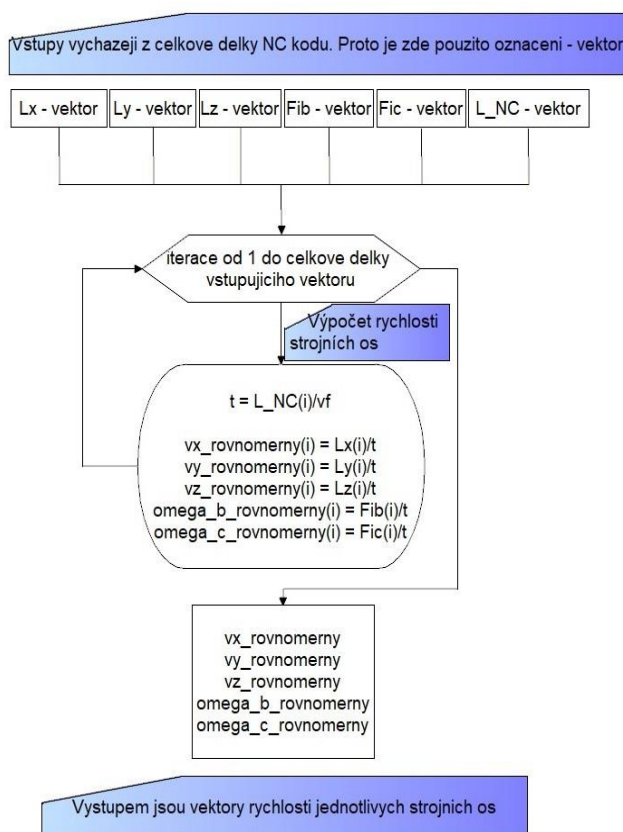 Vstupy vychazeji z celkove delky NC kodu. Proto je zde pouzito oznaceni - vektor
Lx - vektor
Ly - vektor
Lz - vektor
Fib - vektor
Fic - vektor
L_NC - vektor
iterace od 1 do celkove delky
vstupujiciho vektoru
Výpočet rychlosti
strojních os
t = L_NC(i)/vf
vx_rovnomerny(i) = Lx(i)/t
vy_rovnomerny(i) = Ly(i)/t
vz_rovnomerny(i) = Lz(i)/t
omega_b_rovnomerny(i) = Fib(i)/t
omega_c_rovnomerny(i) = Fic(i)/t
vx_rovnomerny
vy_rovnomerny
vz_rovnomerny
omega_b_rovnomerny
omega_c_rovnomerny
Vystupem jsou vektory rychlosti jednotlivych strojnich os